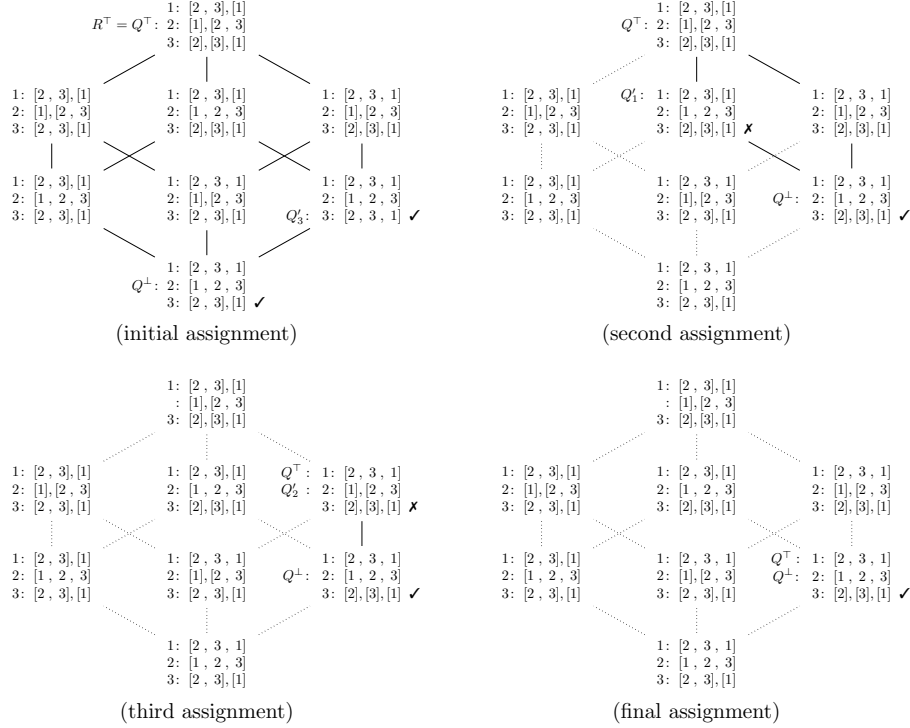 1: [2 , 3],[1]
R⊤ = Q⊤: 2: [1],[2 , 3]
3: [2],[3],[1]
1: [2 , 3],[1]
2: [1],[2 , 3]
3: [2 , 3],[1]
1: [2 , 3],[1]
2: [1 , 2 , 3]
3: [2],[3],[1]
1: [2 , 3 , 1]
2: [1],[2 , 3]
3: [2],[3],[1]
1: [2 , 3],[1]
2: [1 , 2 , 3]
3: [2 , 3],[1]
1: [2 , 3 , 1]
2: [1],[2 , 3]
3: [2 , 3],[1]
1: [2 , 3 , 1]
2: [1 , 2 , 3]
Q′₃: 3: [2 , 3 , 1] ✓
1: [2 , 3 , 1]
Q⊥: 2: [1 , 2 , 3]
3: [2 , 3],[1] ✓
(initial assignment)
1: [2 , 3],[1]
Q⊤: 2: [1],[2 , 3]
3: [2],[3],[1]
1: [2 , 3],[1]
2: [1],[2 , 3]
3: [2 , 3],[1]
Q′₁: 1: [2 , 3],[1]
2: [1 , 2 , 3]
3: [2],[3],[1] ✗
1: [2 , 3 , 1]
2: [1],[2 , 3]
3: [2],[3],[1]
1: [2 , 3],[1]
2: [1 , 2 , 3]
3: [2 , 3],[1]
1: [2 , 3 , 1]
2: [1],[2 , 3]
3: [2 , 3],[1]
1: [2 , 3 , 1]
Q⊥: 2: [1 , 2 , 3]
3: [2],[3],[1] ✓
1: [2 , 3 , 1]
2: [1 , 2 , 3]
3: [2 , 3],[1]
(second assignment)
1: [2 , 3],[1]
: [1],[2 , 3]
3: [2],[3],[1]
1: [2 , 3],[1]
2: [1],[2 , 3]
3: [2 , 3],[1]
1: [2 , 3],[1]
2: [1 , 2 , 3]
3: [2],[3],[1]
Q⊤: 1: [2 , 3 , 1]
Q′₂: 2: [1],[2 , 3]
3: [2],[3],[1] ✗
1: [2 , 3],[1]
2: [1 , 2 , 3]
3: [2 , 3],[1]
1: [2 , 3 , 1]
2: [1],[2 , 3]
3: [2 , 3],[1]
1: [2 , 3 , 1]
Q⊥: 2: [1 , 2 , 3]
3: [2],[3],[1] ✓
1: [2 , 3 , 1]
2: [1 , 2 , 3]
3: [2 , 3],[1]
(third assignment)
1: [2 , 3],[1]
: [1],[2 , 3]
3: [2],[3],[1]
1: [2 , 3],[1]
2: [1],[2 , 3]
3: [2 , 3],[1]
1: [2 , 3],[1]
2: [1 , 2 , 3]
3: [2],[3],[1]
1: [2 , 3 , 1]
2: [1],[2 , 3]
3: [2],[3],[1]
1: [2 , 3],[1]
2: [1 , 2 , 3]
3: [2 , 3],[1]
1: [2 , 3 , 1]
2: [1],[2 , 3]
3: [2 , 3],[1]
Q⊤: 1: [2 , 3 , 1]
Q⊥: 2: [1 , 2 , 3]
3: [2],[3],[1] ✓
1: [2 , 3 , 1]
2: [1 , 2 , 3]
3: [2 , 3],[1]
(final assignment)